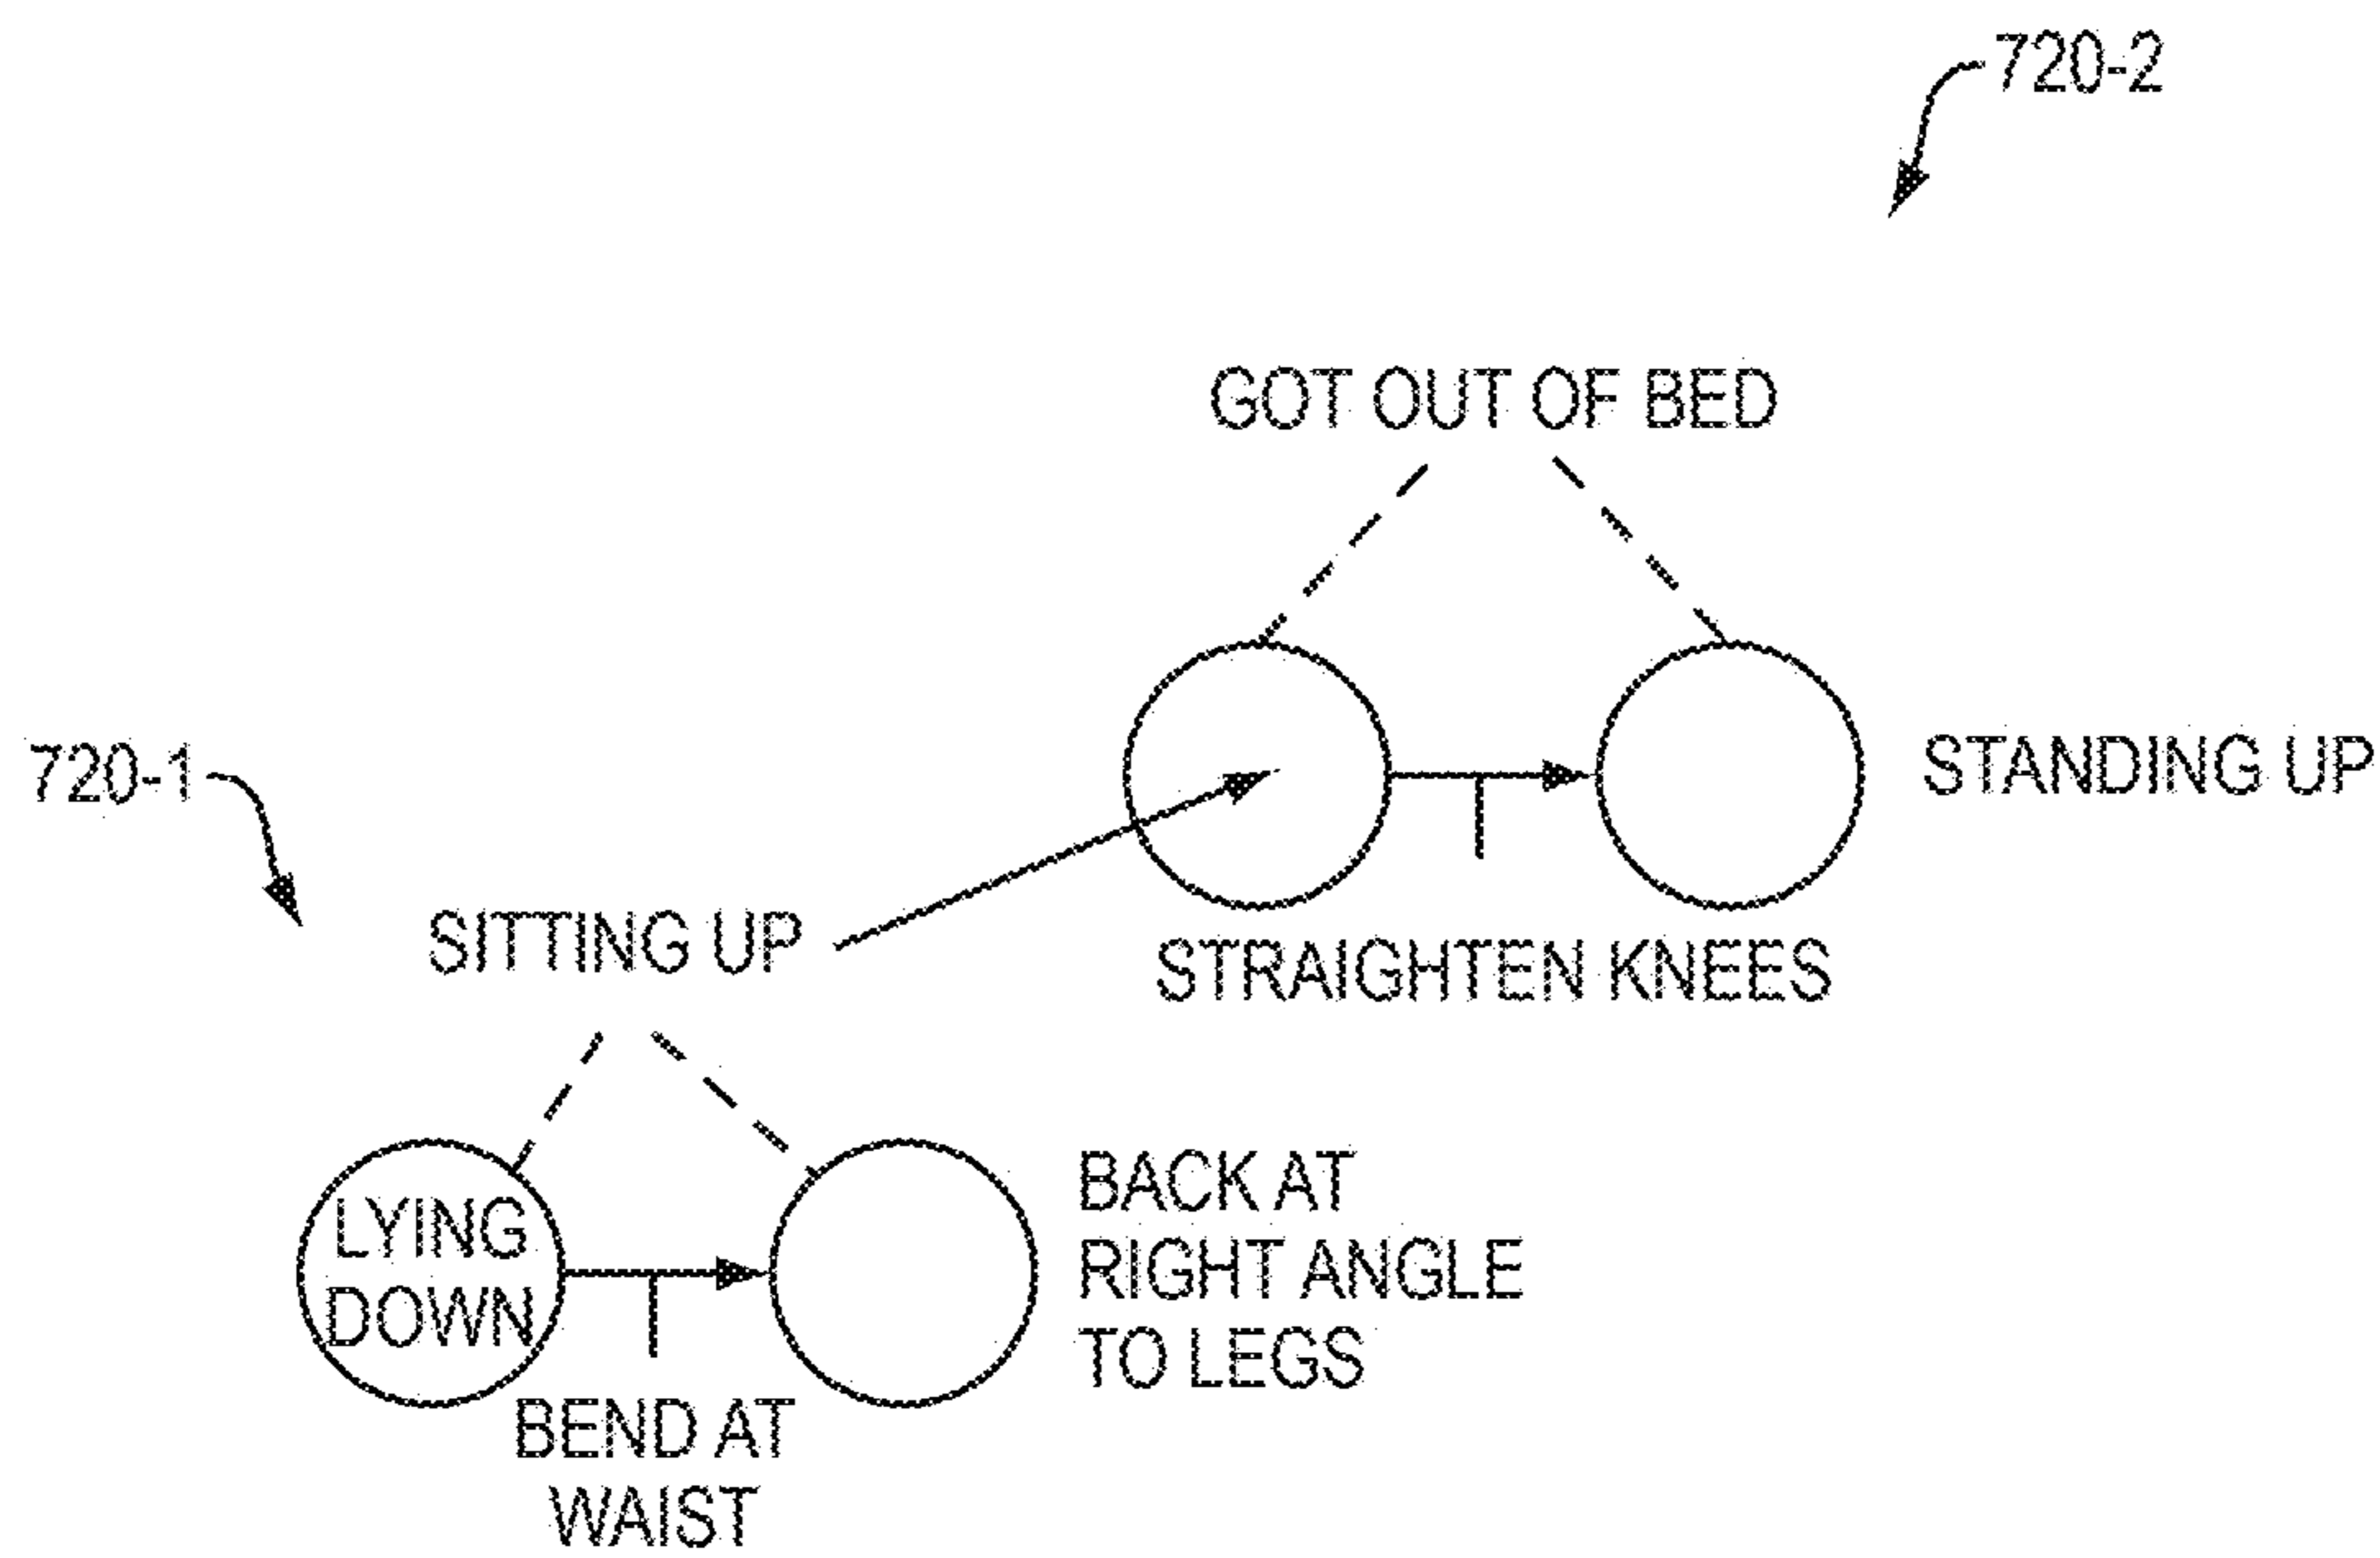 720-2
GOT OUT OF BED
720-1
STANDING UP
SITTING UP
STRAIGHTEN KNEES
LYING
DOWN
BACK AT
RIGHT ANGLE
TO LEGS
BEND AT
WAIST